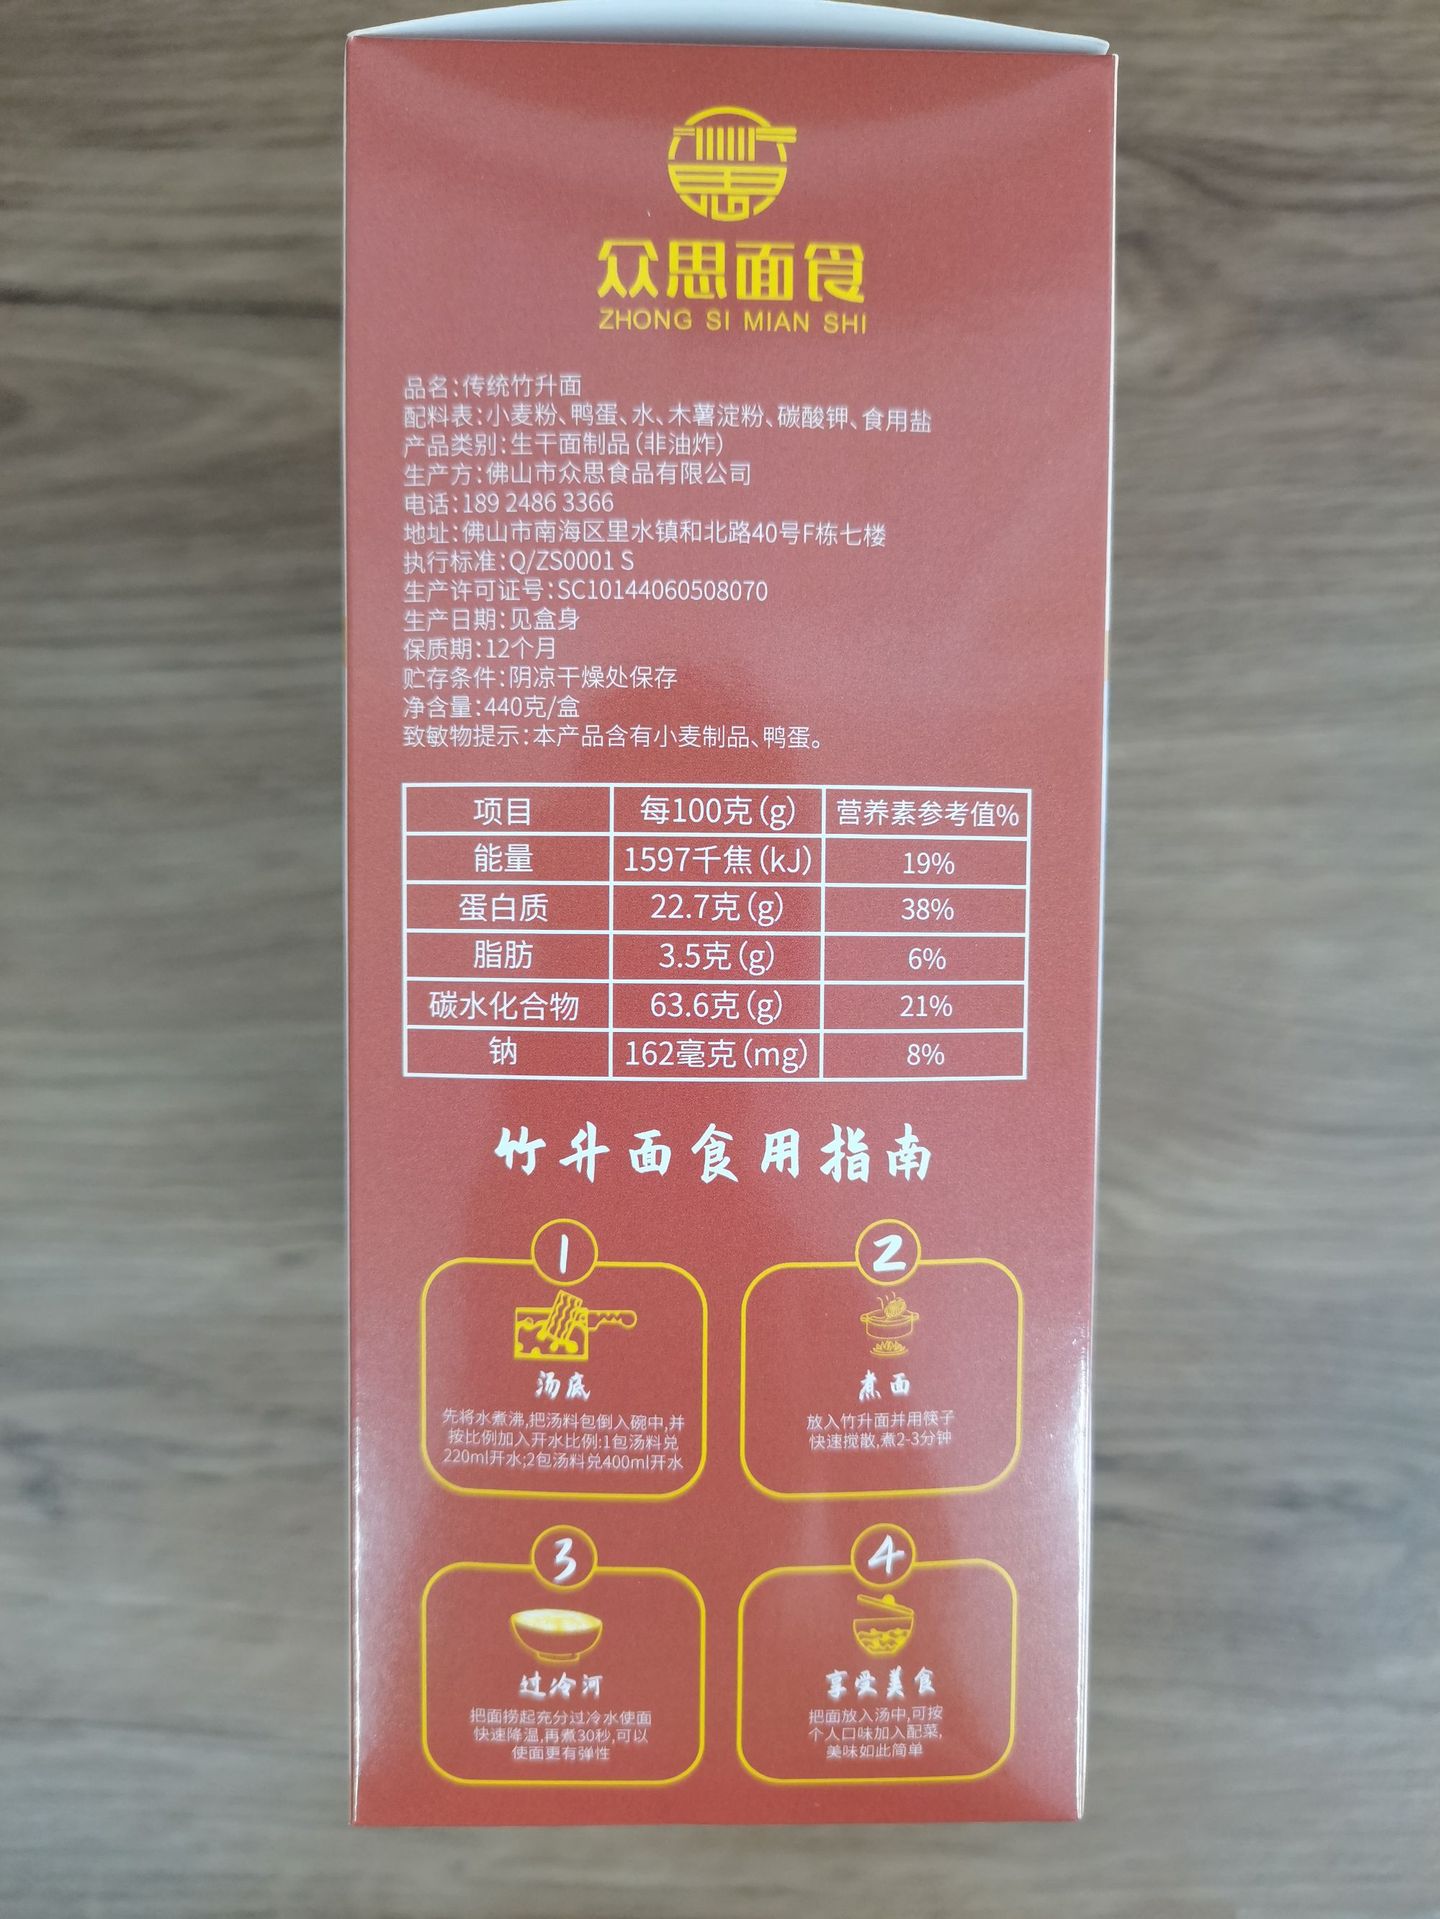 众思面食
ZHONG SI MIAN SHI
品名:传统竹升面
配料表:小麦粉、鸭蛋、水、木薯淀粉、碳酸钾、食用盐
产品类别:生干面制品(非油炸)
生产方:佛山市众思食品有限公司
电话:189 2486 3366
地址:佛山市南海区里水镇和北路40号F栋七楼
执行标准:Q/ZS0001 S
生产许可证号:SC10144060508070
生产日期:见盒身
保质期:12个月
贮存条件:阴凉干燥处保存
净含量:440克/盒
致敏物提示:本产品含有小麦制品、鸭蛋。
项目 每100克(g) 营养素参考值%
能量 1597千焦(kJ) 19%
蛋白质 22.7克(g) 38%
脂肪 3.5克(g) 6%
碳水化合物 63.6克(g) 21%
钠 162毫克(mg) 8%
竹升面食用指南
1
汤底
先将水煮沸,把汤料包倒入碗中,并
按比例加入开水比例:1包汤料兑
220ml开水;2包汤料兑400ml开水
2
煮面
放入竹升面并用筷子
快速搅散,煮2-3分钟
3
过冷河
把面捞起充分过冷水使面
快速降温,再煮30秒,可以
使面更有弹性
4
享受美食
把面放入汤中,可按
个人口味加入配菜,
美味如此简单